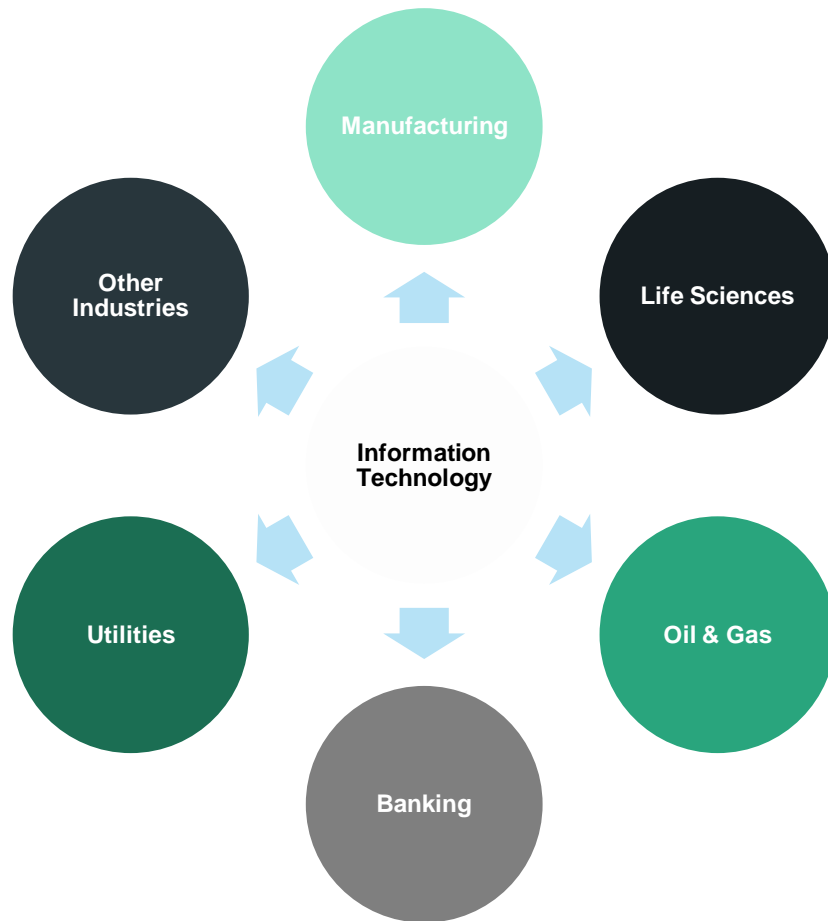 Manufacturing
Other
Industries
Life Sciences
Information
Technology
Utilities
Oil & Gas
Banking